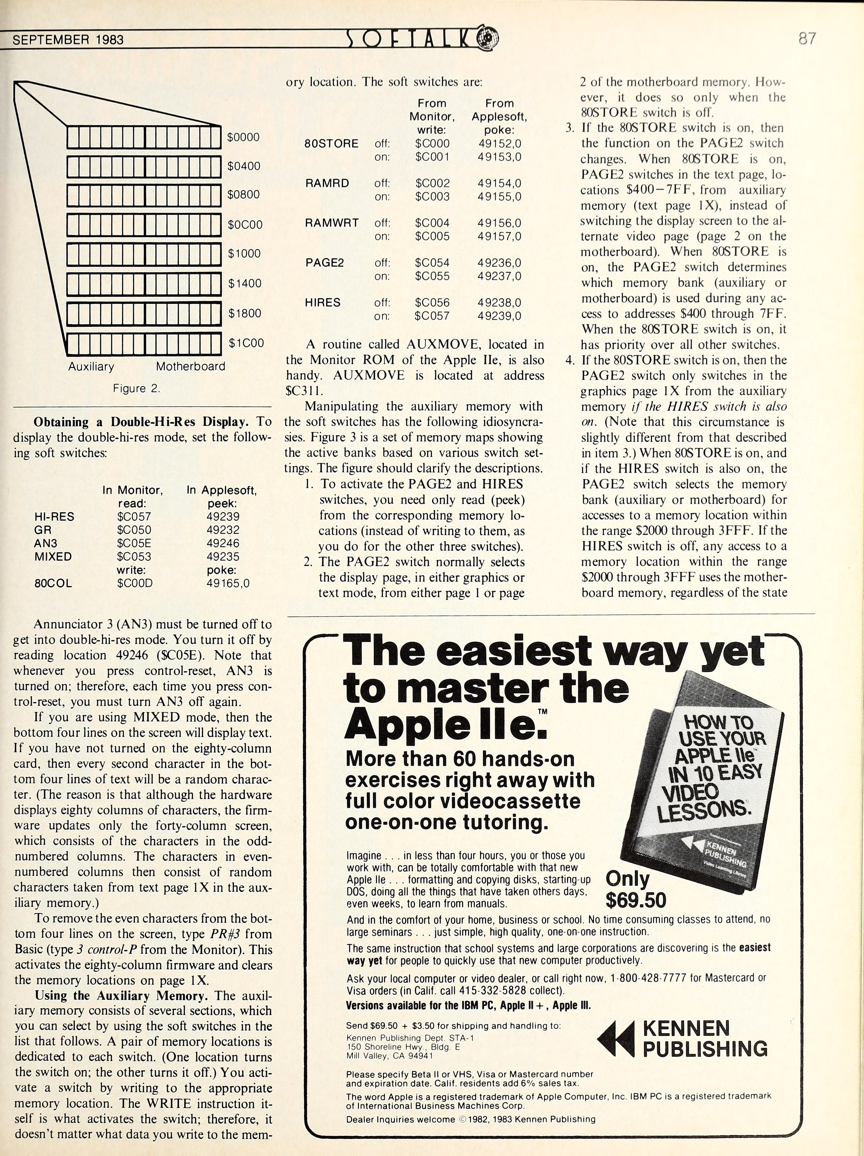 SEPTEMBER 1983
SOFTALK
87
$0000
$0400
$0800
$0C00
$1000
$1400
$1800
$1C00
Auxiliary Motherboard
Figure 2.
Obtaining a Double-Hi-Res Display. To
display the double-hi-res mode, set the follow-
ing soft switches:
In Monitor, In Applesoft,
read: peek:
HI-RES $C057 49239
GR $C050 49232
AN3 $C05E 49246
MIXED $C053 49235
write: poke:
80COL $C00D 49165,0
Annunciator 3 (AN3) must be turned off to
get into double-hi-res mode. You turn it off by
reading location 49246 ($C05E). Note that
whenever you press control-reset, AN3 is
turned on; therefore, each time you press con-
trol-reset, you must turn AN3 off again.
If you are using MIXED mode, then the
bottom four lines on the screen will display text.
If you have not turned on the eighty-column
card, then every second character in the bot-
tom four lines of text will be a random charac-
ter. (The reason is that although the hardware
displays eighty columns of characters, the firm-
ware updates only the forty-column screen,
which consists of the characters in the odd-
numbered columns. The characters in even-
numbered columns then consist of random
characters taken from text page 1X in the aux-
iliary memory.)
To remove the even characters from the bot-
tom four lines on the screen, type PR#3 from
Basic (type 3 control-P from the Monitor). This
activates the eighty-column firmware and clears
the memory locations on page 1X.
Using the Auxiliary Memory. The auxil-
iary memory consists of several sections, which
you can select by using the soft switches in the
list that follows. A pair of memory locations is
dedicated to each switch. (One location turns
the switch on; the other turns it off.) You acti-
vate a switch by writing to the appropriate
memory location. The WRITE instruction it-
self is what activates the switch; therefore, it
doesn't matter what data you write to the mem-
ory location. The soft switches are:
From From
Monitor, Applesoft,
write: poke:
80STORE off: $C000 49152,0
on: $C001 49153,0
RAMRD off: $C002 49154,0
on: $C003 49155,0
RAMWRT off: $C004 49156,0
on: $C005 49157,0
PAGE2 off: $C054 49236,0
on: $C055 49237,0
HIRES off: $C056 49238,0
on: $C057 49239,0
A routine called AUXMOVE, located in
the Monitor ROM of the Apple IIe, is also
handy. AUXMOVE is located at address
$C311.
Manipulating the auxiliary memory with
the soft switches has the following idiosyncra-
sies. Figure 3 is a set of memory maps showing
the active banks based on various switch set-
tings. The figure should clarify the descriptions.
1. To activate the PAGE2 and HIRES
switches, you need only read (peek)
from the corresponding memory lo-
cations (instead of writing to them, as
you do for the other three switches).
2. The PAGE2 switch normally selects
the display page, in either graphics or
text mode, from either page 1 or page
2 of the motherboard memory. How-
ever, it does so only when the
80STORE switch is off.
3. If the 80STORE switch is on, then
the function on the PAGE2 switch
changes. When 80STORE is on,
PAGE2 switches in the text page, lo-
cations $400–7FF, from auxiliary
memory (text page 1X), instead of
switching the display screen to the al-
ternate video page (page 2 on the
motherboard). When 80STORE is
on, the PAGE2 switch determines
which memory bank (auxiliary or
motherboard) is used during any ac-
cess to addresses $400 through 7FF.
When the 80STORE switch is on, it
has priority over all other switches.
4. If the 80STORE switch is on, then the
PAGE2 switch only switches in the
graphics page 1X from the auxiliary
memory if the HIRES switch is also
on. (Note that this circumstance is
slightly different from that described
in item 3.) When 80STORE is on, and
if the HIRES switch is also on, the
PAGE2 switch selects the memory
bank (auxiliary or motherboard) for
accesses to a memory location within
the range $2000 through 3FFF. If the
HIRES switch is off, any access to a
memory location within the range
$2000 through 3FFF uses the mother-
board memory, regardless of the state
The easiest way yet
to master the
Apple IIe.™
More than 60 hands-on
exercises right away with
full color videocassette
one-on-one tutoring.
HOW TO
USE YOUR
APPLE IIe™
IN 10 EASY
VIDEO
LESSONS.
KENNEN
PUBLISHING
Video Learning Library
Imagine . . . in less than four hours, you or those you
work with, can be totally comfortable with that new
Apple IIe . . . formatting and copying disks, starting-up
DOS, doing all the things that have taken others days,
even weeks, to learn from manuals.
Only
$69.50
And in the comfort of your home, business or school. No time consuming classes to attend, no
large seminars . . . just simple, high quality, one-on-one instruction.
The same instruction that school systems and large corporations are discovering is the easiest
way yet for people to quickly use that new computer productively.
Ask your local computer or video dealer, or call right now, 1-800-428-7777 for Mastercard or
Visa orders (in Calif. call 415-332-5828 collect).
Versions available for the IBM PC, Apple II +, Apple III.
Send $69.50 + $3.50 for shipping and handling to:
Kennen Publishing Dept. STA-1
150 Shoreline Hwy., Bldg. E
Mill Valley, CA 94941
KENNEN
PUBLISHING
Please specify Beta II or VHS, Visa or Mastercard number
and expiration date. Calif. residents add 6% sales tax.
The word Apple is a registered trademark of Apple Computer, Inc. IBM PC is a registered trademark
of International Business Machines Corp.
Dealer Inquiries welcome ©1982, 1983 Kennen Publishing